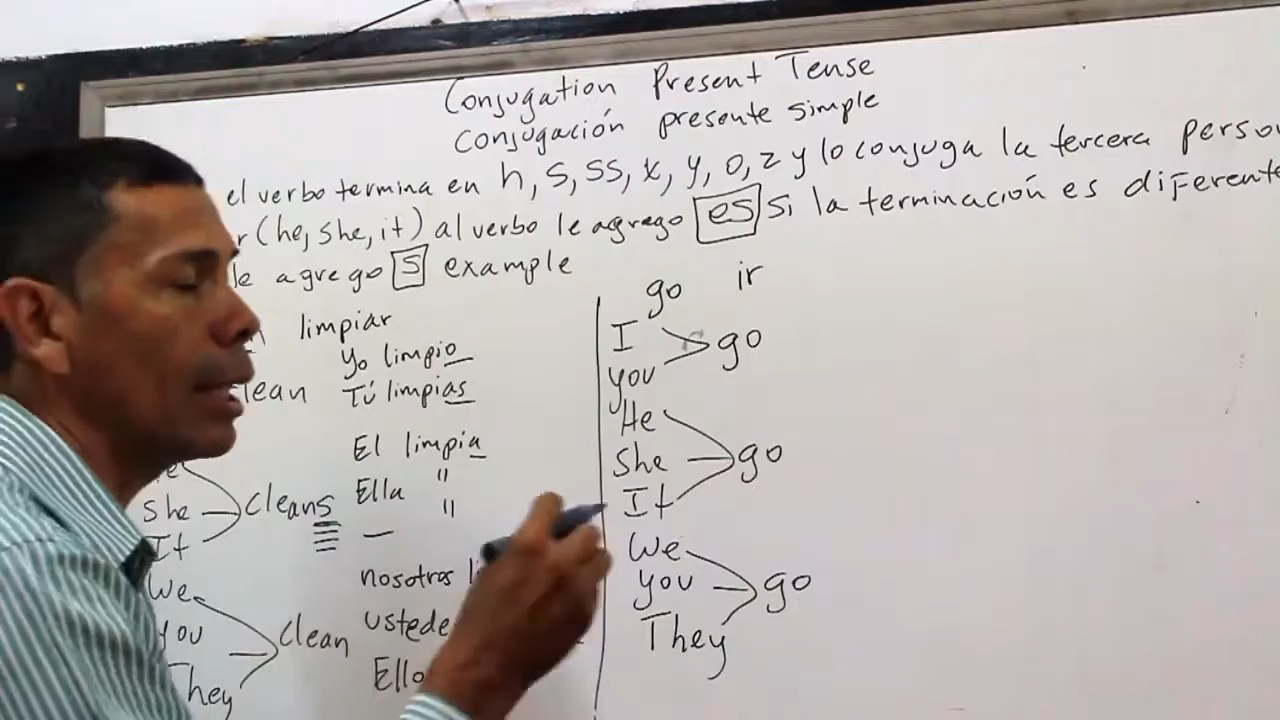 Conjugation Present Tense
conjugación presente simple
el verbo termina en h, s, ss, x, y, o, z y lo conjuga la tercera
(he, she, it) al verbo le agrego es si la terminación es diferente
agrego s example
limpiar
Yo limpio
Tú limpias
El limpia
Ella "
"
She cleans
It —
We nosotros
you clean
They
go ir
I go
you
He
She go
It
We
you go
They